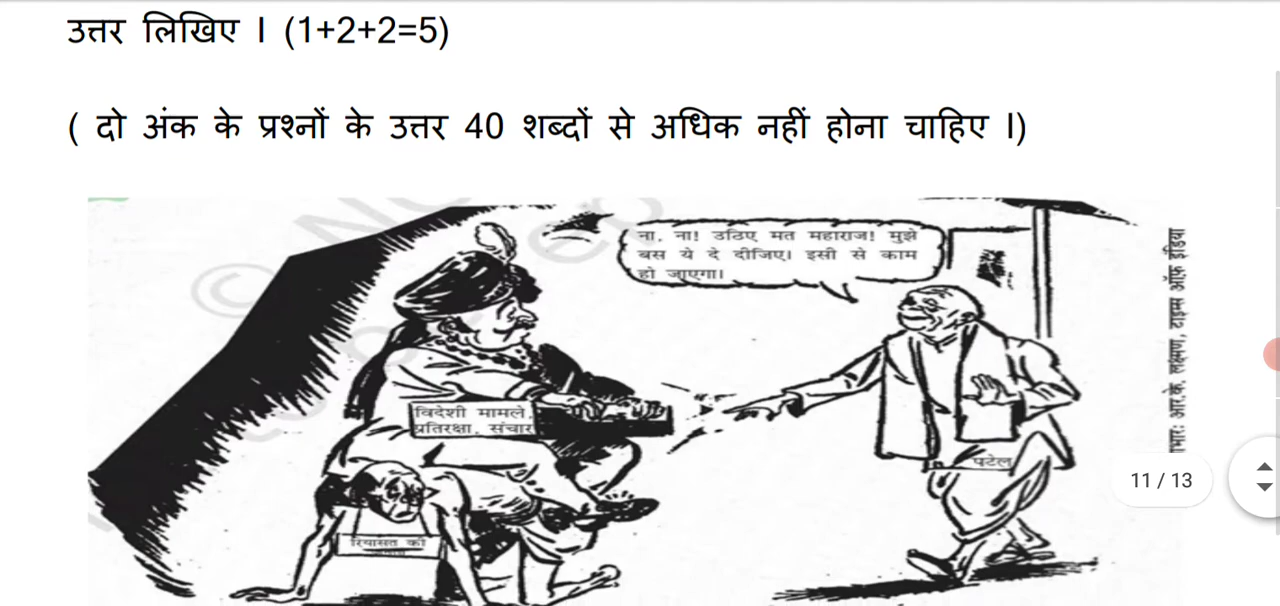 उत्तर लिखिए । (1+2+2=5)
( दो अंक के प्रश्नों के उत्तर 40 शब्दों से अधिक नहीं होना चाहिए ।)
ना, ना! उठिए मत महाराज! मुझे
बस ये दे दीजिए। इसी से काम
हो जाएगा।
विदेशी मामले,
प्रतिरक्षा, संचार
पटेल
रियासत की
आर.के. लक्ष्मण, टाइम्स ऑफ़ इंडिया
11 / 13